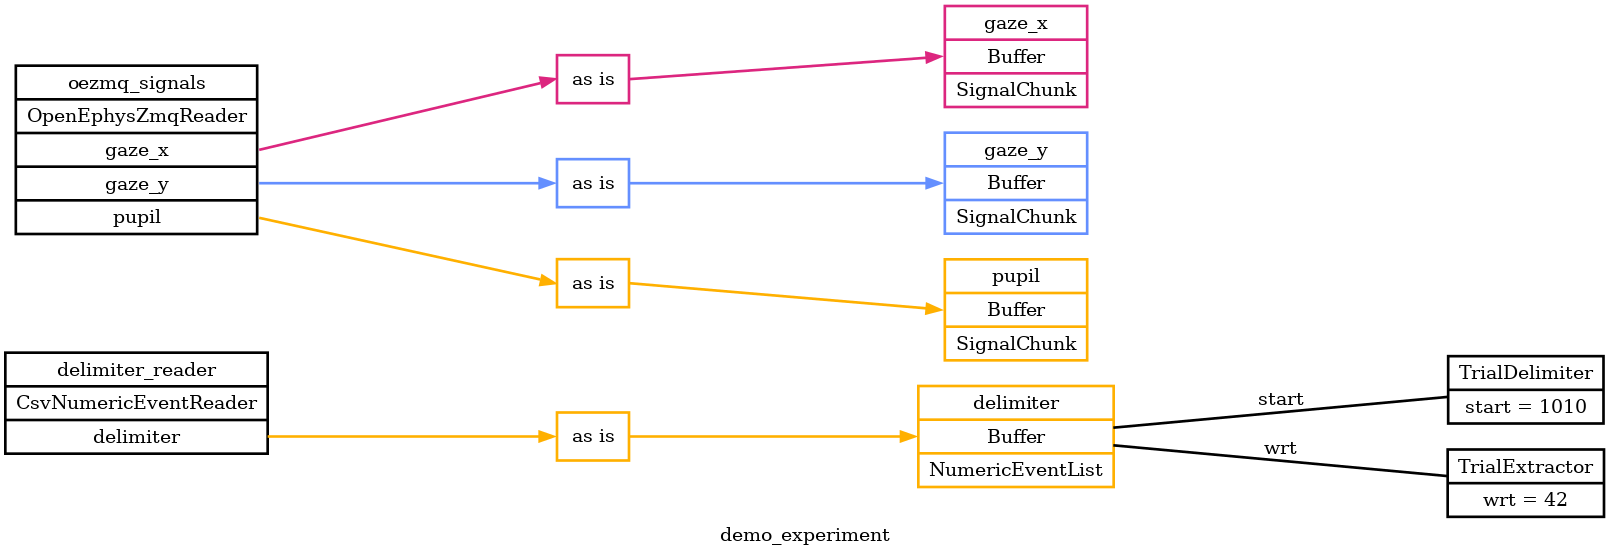 oezmq_signals
OpenEphysZmqReader
gaze_x
gaze_y
pupil
as is
gaze_x
Buffer
SignalChunk
as is
gaze_y
Buffer
SignalChunk
as is
pupil
Buffer
SignalChunk
delimiter_reader
CsvNumericEventReader
delimiter
as is
delimiter
Buffer
NumericEventList
start
wrt
TrialDelimiter
start = 1010
TrialExtractor
wrt = 42
demo_experiment